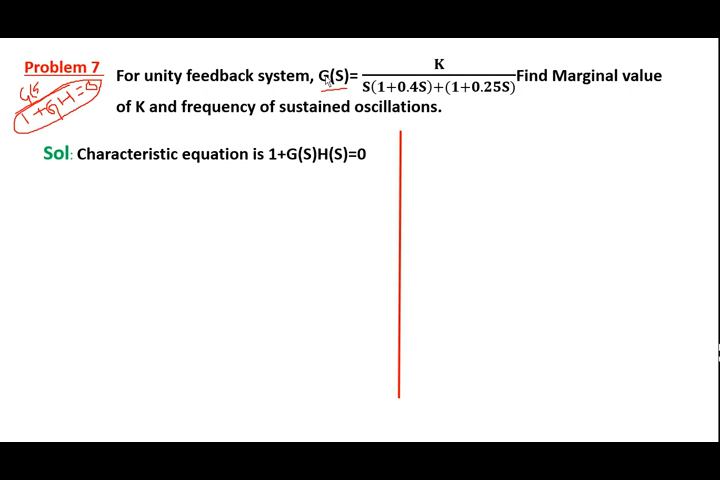 Problem 7
For unity feedback system, G(S)= K / S(1+0.4S)+(1+0.25S) Find Marginal value
of K and frequency of sustained oscillations.
1+GH=0
Sol: Characteristic equation is 1+G(S)H(S)=0